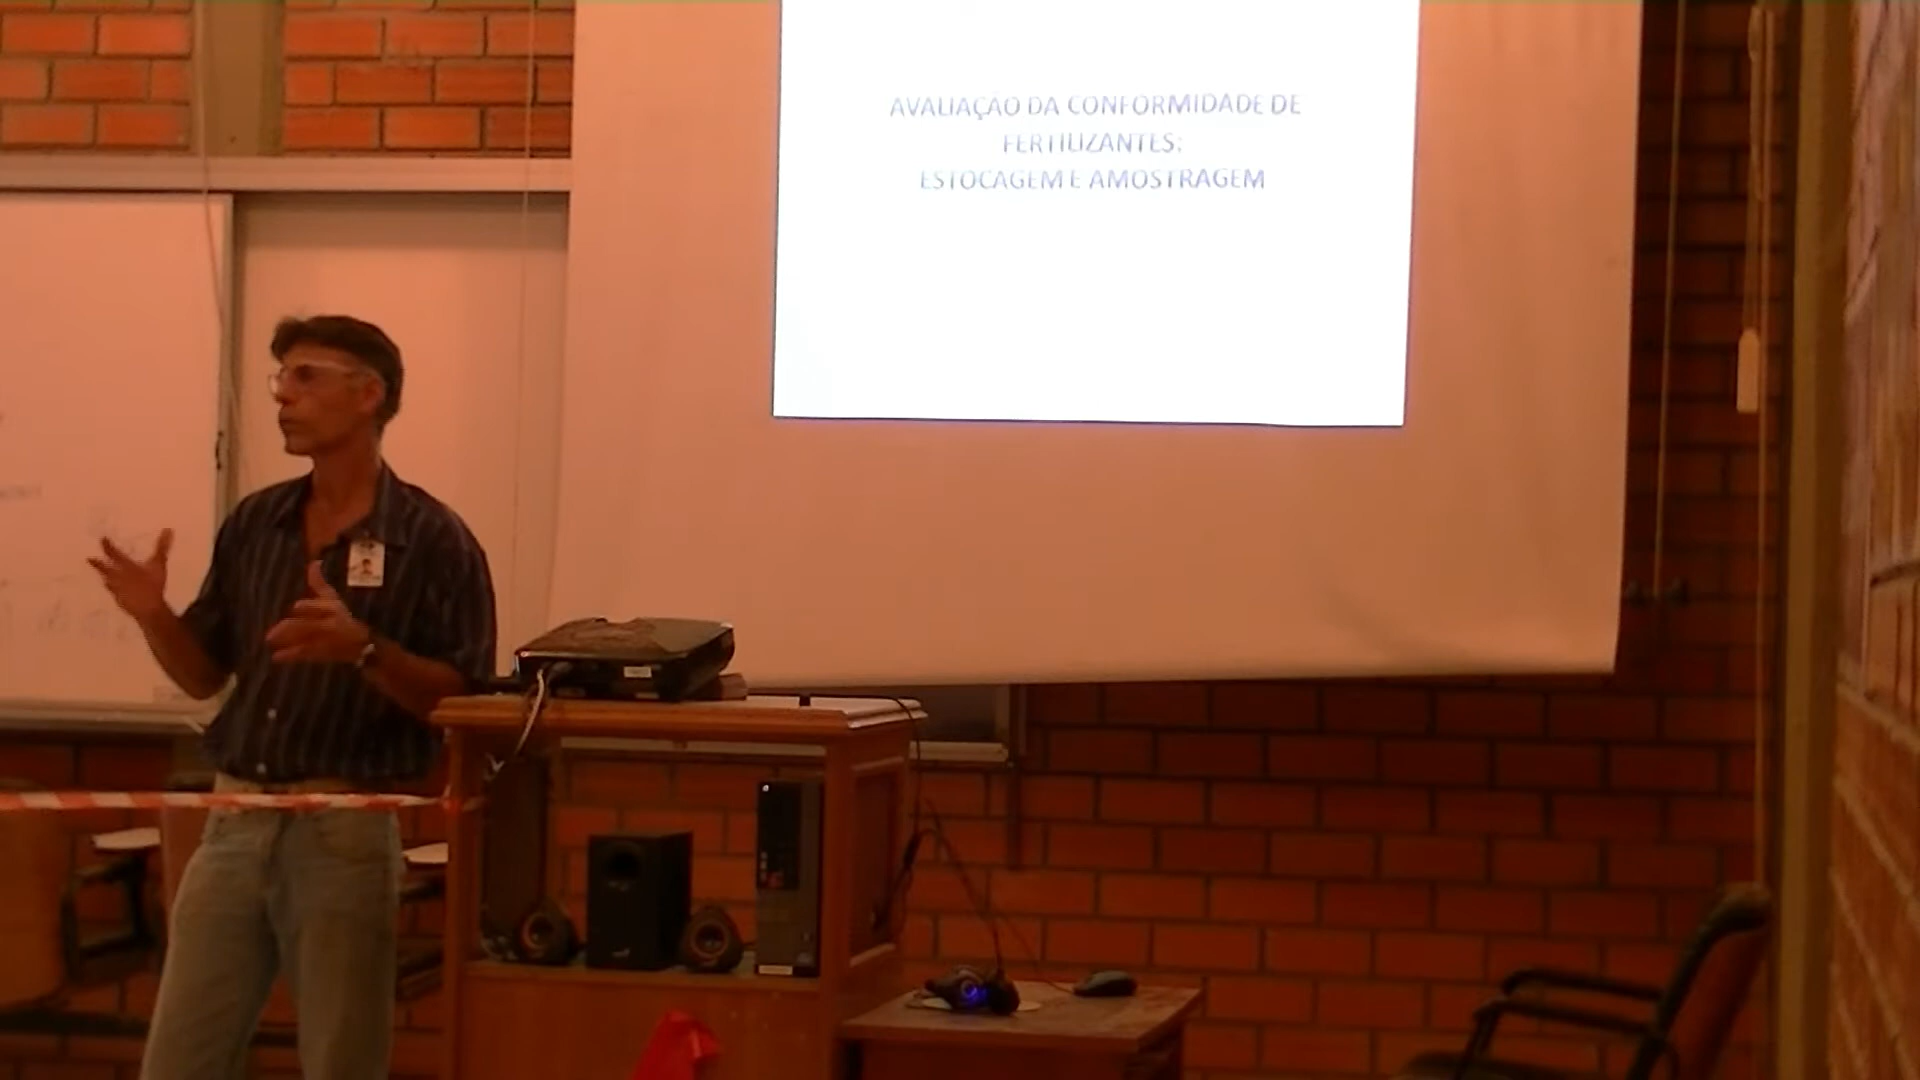 AVALIAÇÃO DA CONFORMIDADE DE
FERTILIZANTES:
ESTOCAGEM E AMOSTRAGEM